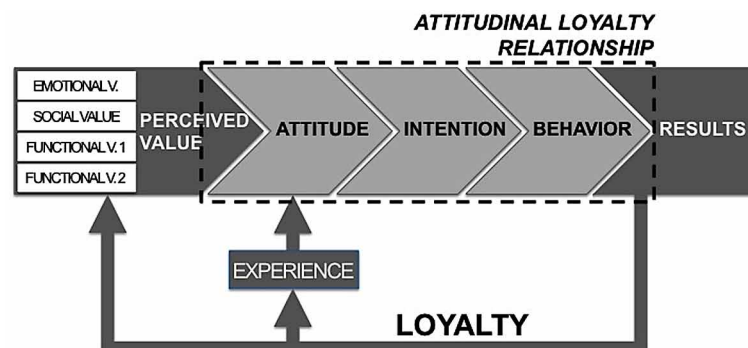 ATTITUDINAL LOYALTY
RELATIONSHIP
EMOTIONAL V.
SOCIAL VALUE
FUNCTIONAL V. 1
FUNCTIONAL V. 2
PERCEIVED
VALUE
ATTITUDE
INTENTION
BEHAVIOR
RESULTS
EXPERIENCE
LOYALTY